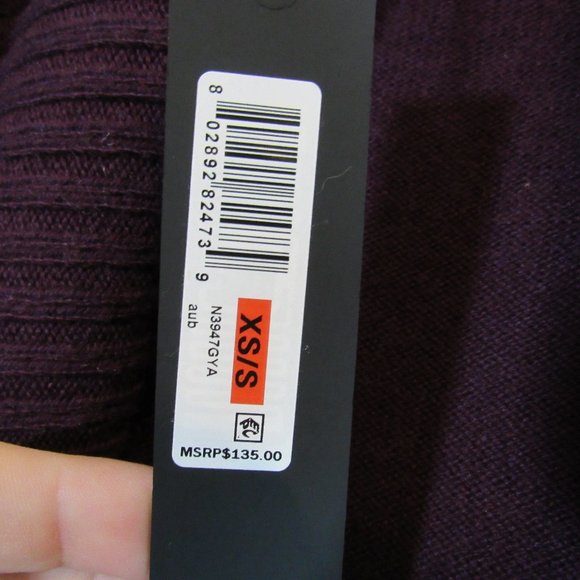 8 02892 82473 9
XS/S
N3947GYA
aub
MSRP$135.00